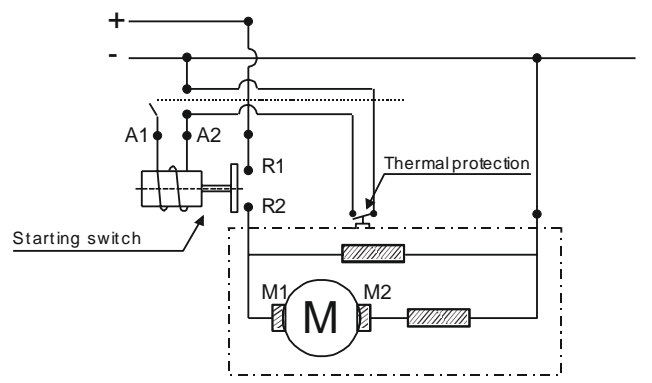 +
-
A1 A2
R1
Thermal protection
R2
Starting switch
M1 M2
M